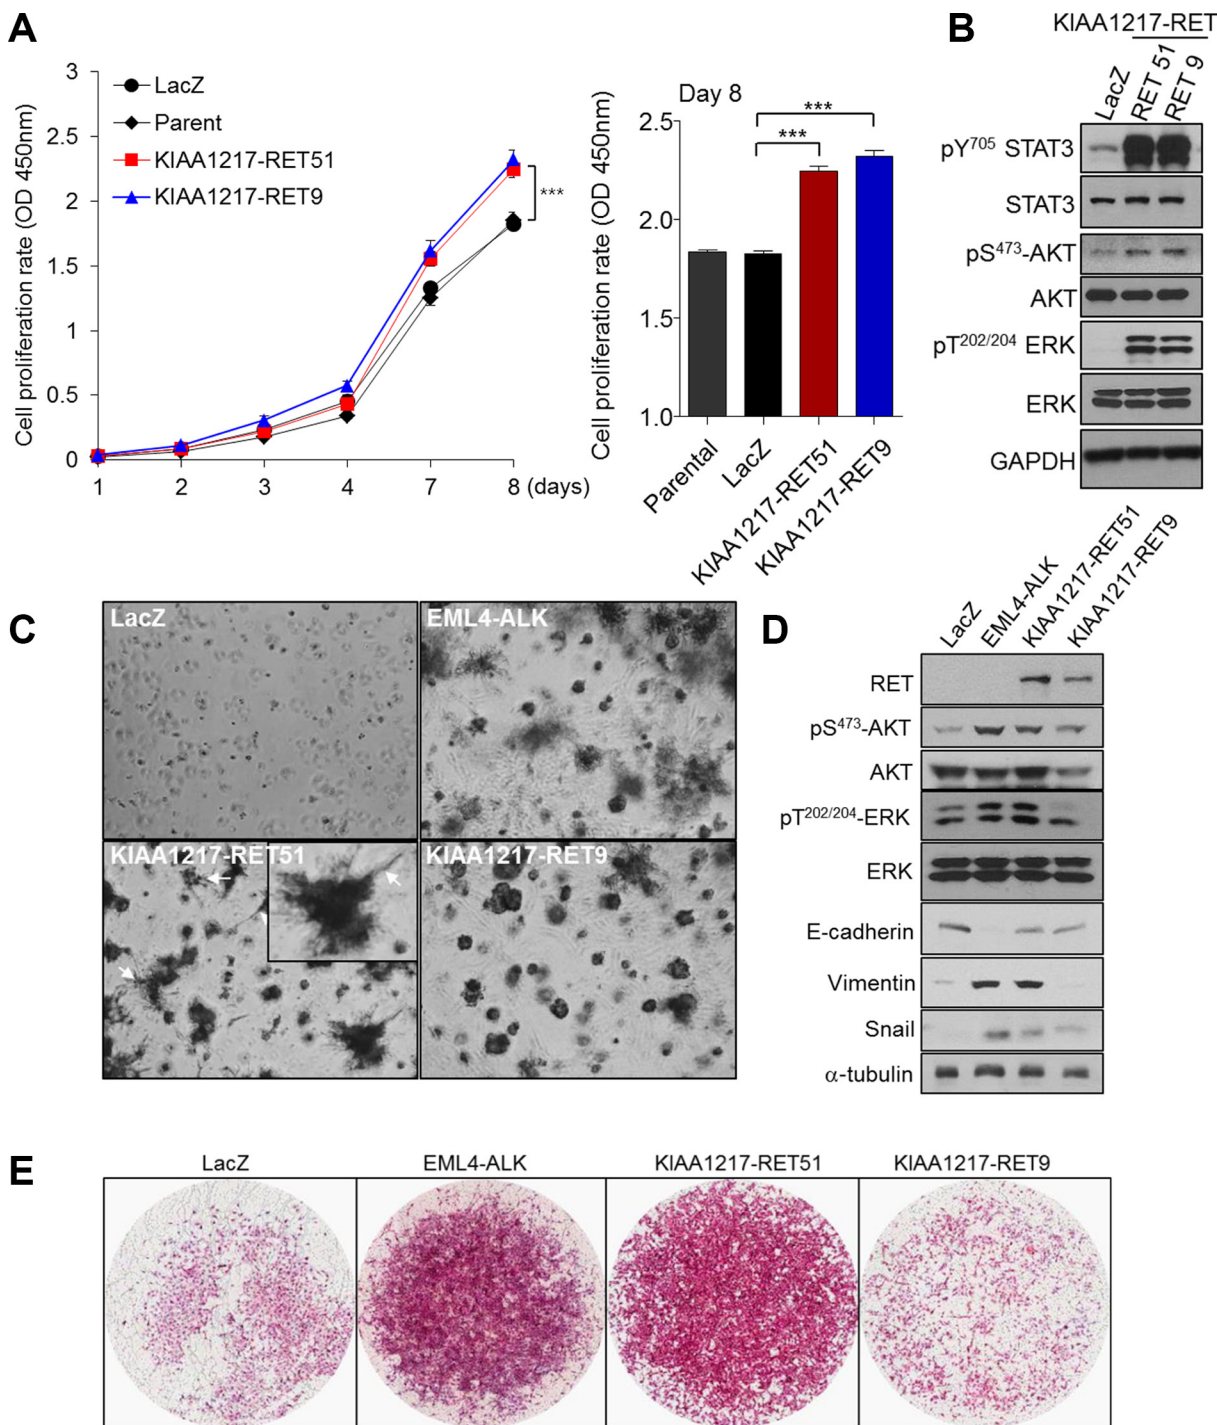 A
3
2.5
2
1.5
1
0.5
0
Cell proliferation rate (OD 450nm)
LacZ
Parent
KIAA1217-RET51
KIAA1217-RET9
***
1 2 3 4 7 8 (days)
Day 8
***
***
2.5
2.0
1.5
1.0
Cell proliferation rate (OD 450nm)
Parental
LacZ
KIAA1217-RET51
KIAA1217-RET9
B
KIAA1217-RET
LacZ
RET 51
RET 9
pY705 STAT3
STAT3
pS473-AKT
AKT
pT202/204 ERK
ERK
GAPDH
C
LacZ
EML4-ALK
KIAA1217-RET51
KIAA1217-RET9
D
LacZ
EML4-ALK
KIAA1217-RET51
KIAA1217-RET9
RET
pS473-AKT
AKT
pT202/204-ERK
ERK
E-cadherin
Vimentin
Snail
α-tubulin
E
LacZ
EML4-ALK
KIAA1217-RET51
KIAA1217-RET9